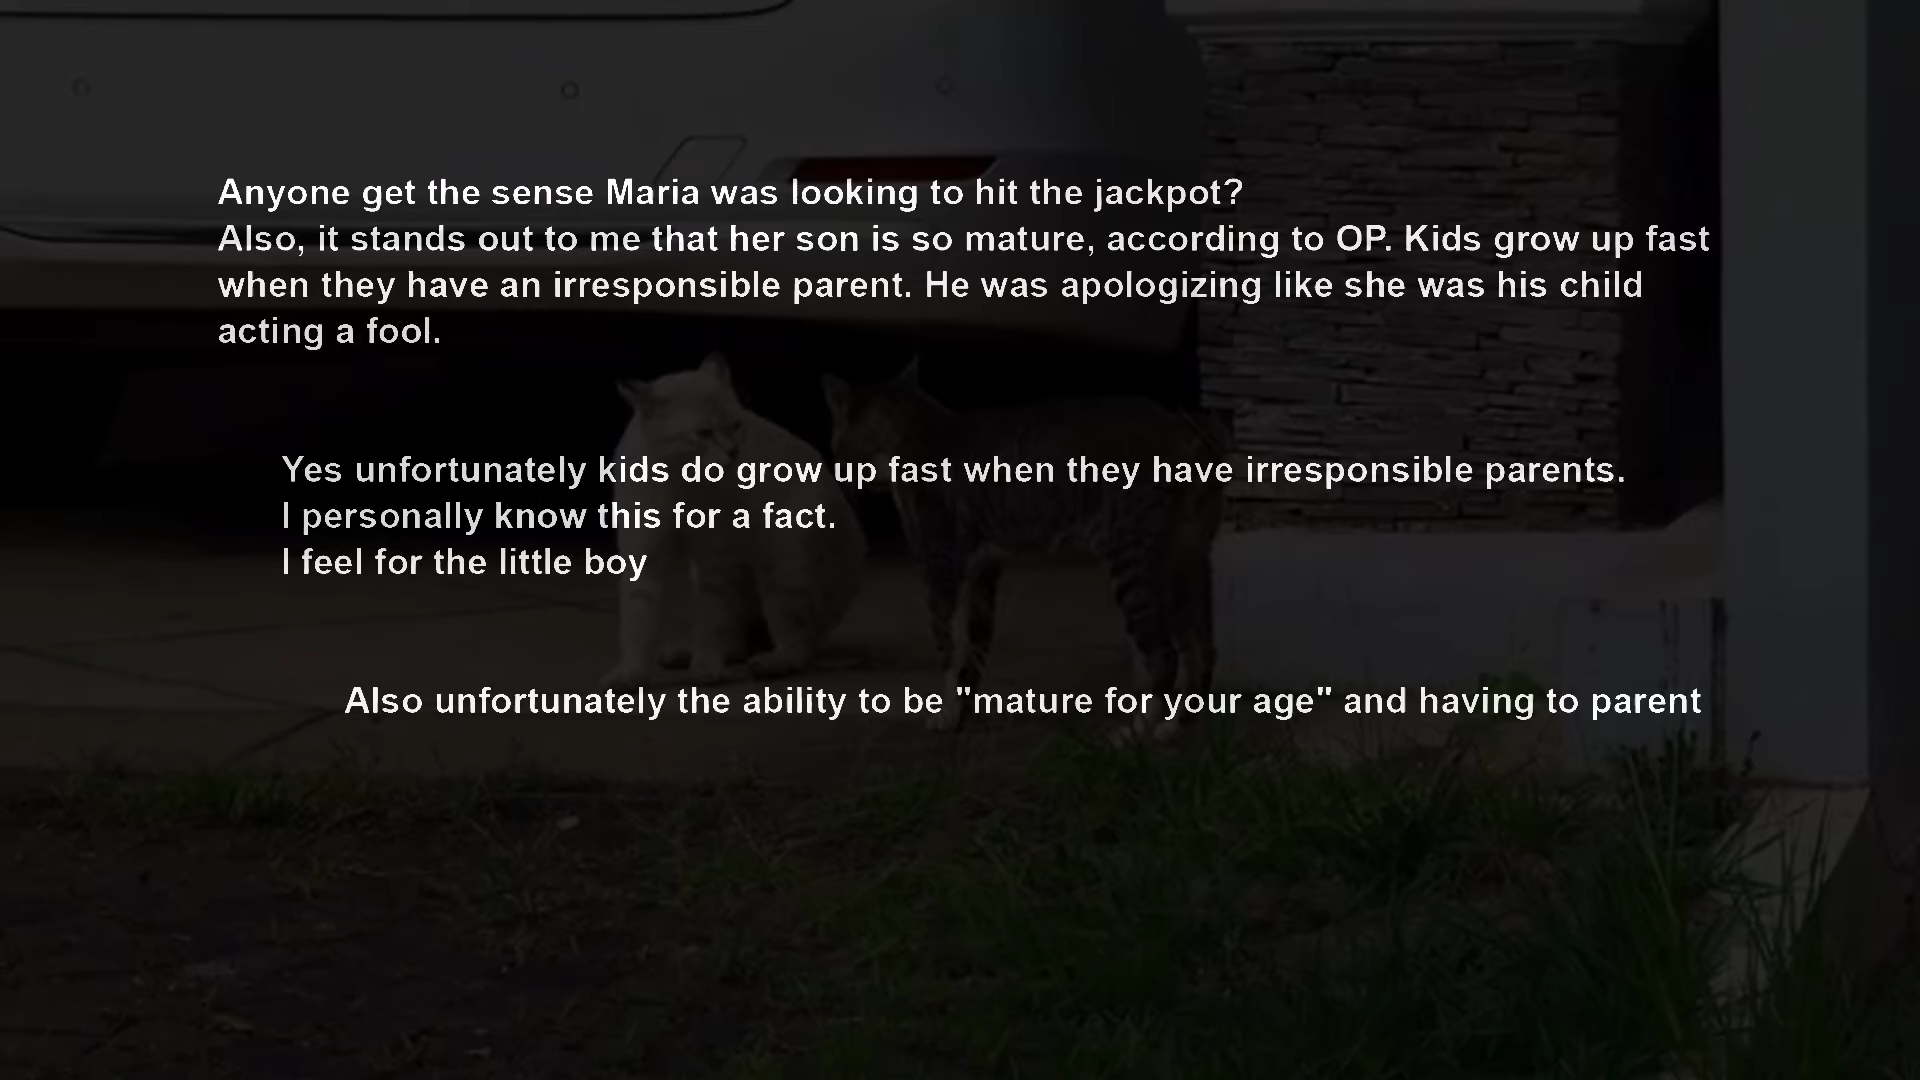 Anyone get the sense Maria was looking to hit the jackpot?
Also, it stands out to me that her son is so mature, according to OP. Kids grow up fast
when they have an irresponsible parent. He was apologizing like she was his child
acting a fool.
Yes unfortunately kids do grow up fast when they have irresponsible parents.
I personally know this for a fact.
I feel for the little boy
Also unfortunately the ability to be "mature for your age" and having to parent